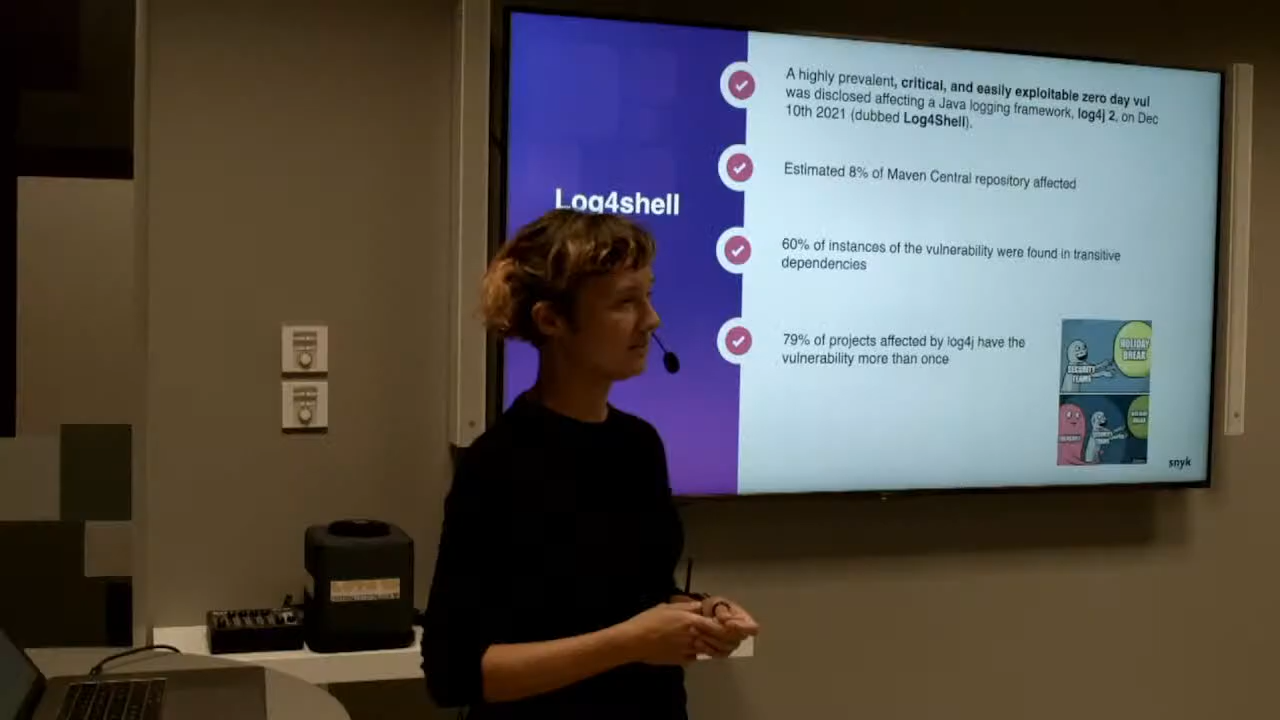 Log4shell
A highly prevalent, critical, and easily exploitable zero day vul
was disclosed affecting a Java logging framework, log4j 2, on Dec
10th 2021 (dubbed Log4Shell).
Estimated 8% of Maven Central repository affected
60% of instances of the vulnerability were found in transitive
dependencies
79% of projects affected by log4j have the
vulnerability more than once
HOLIDAY
BREAK
SECURITY
TEAMS
snyk